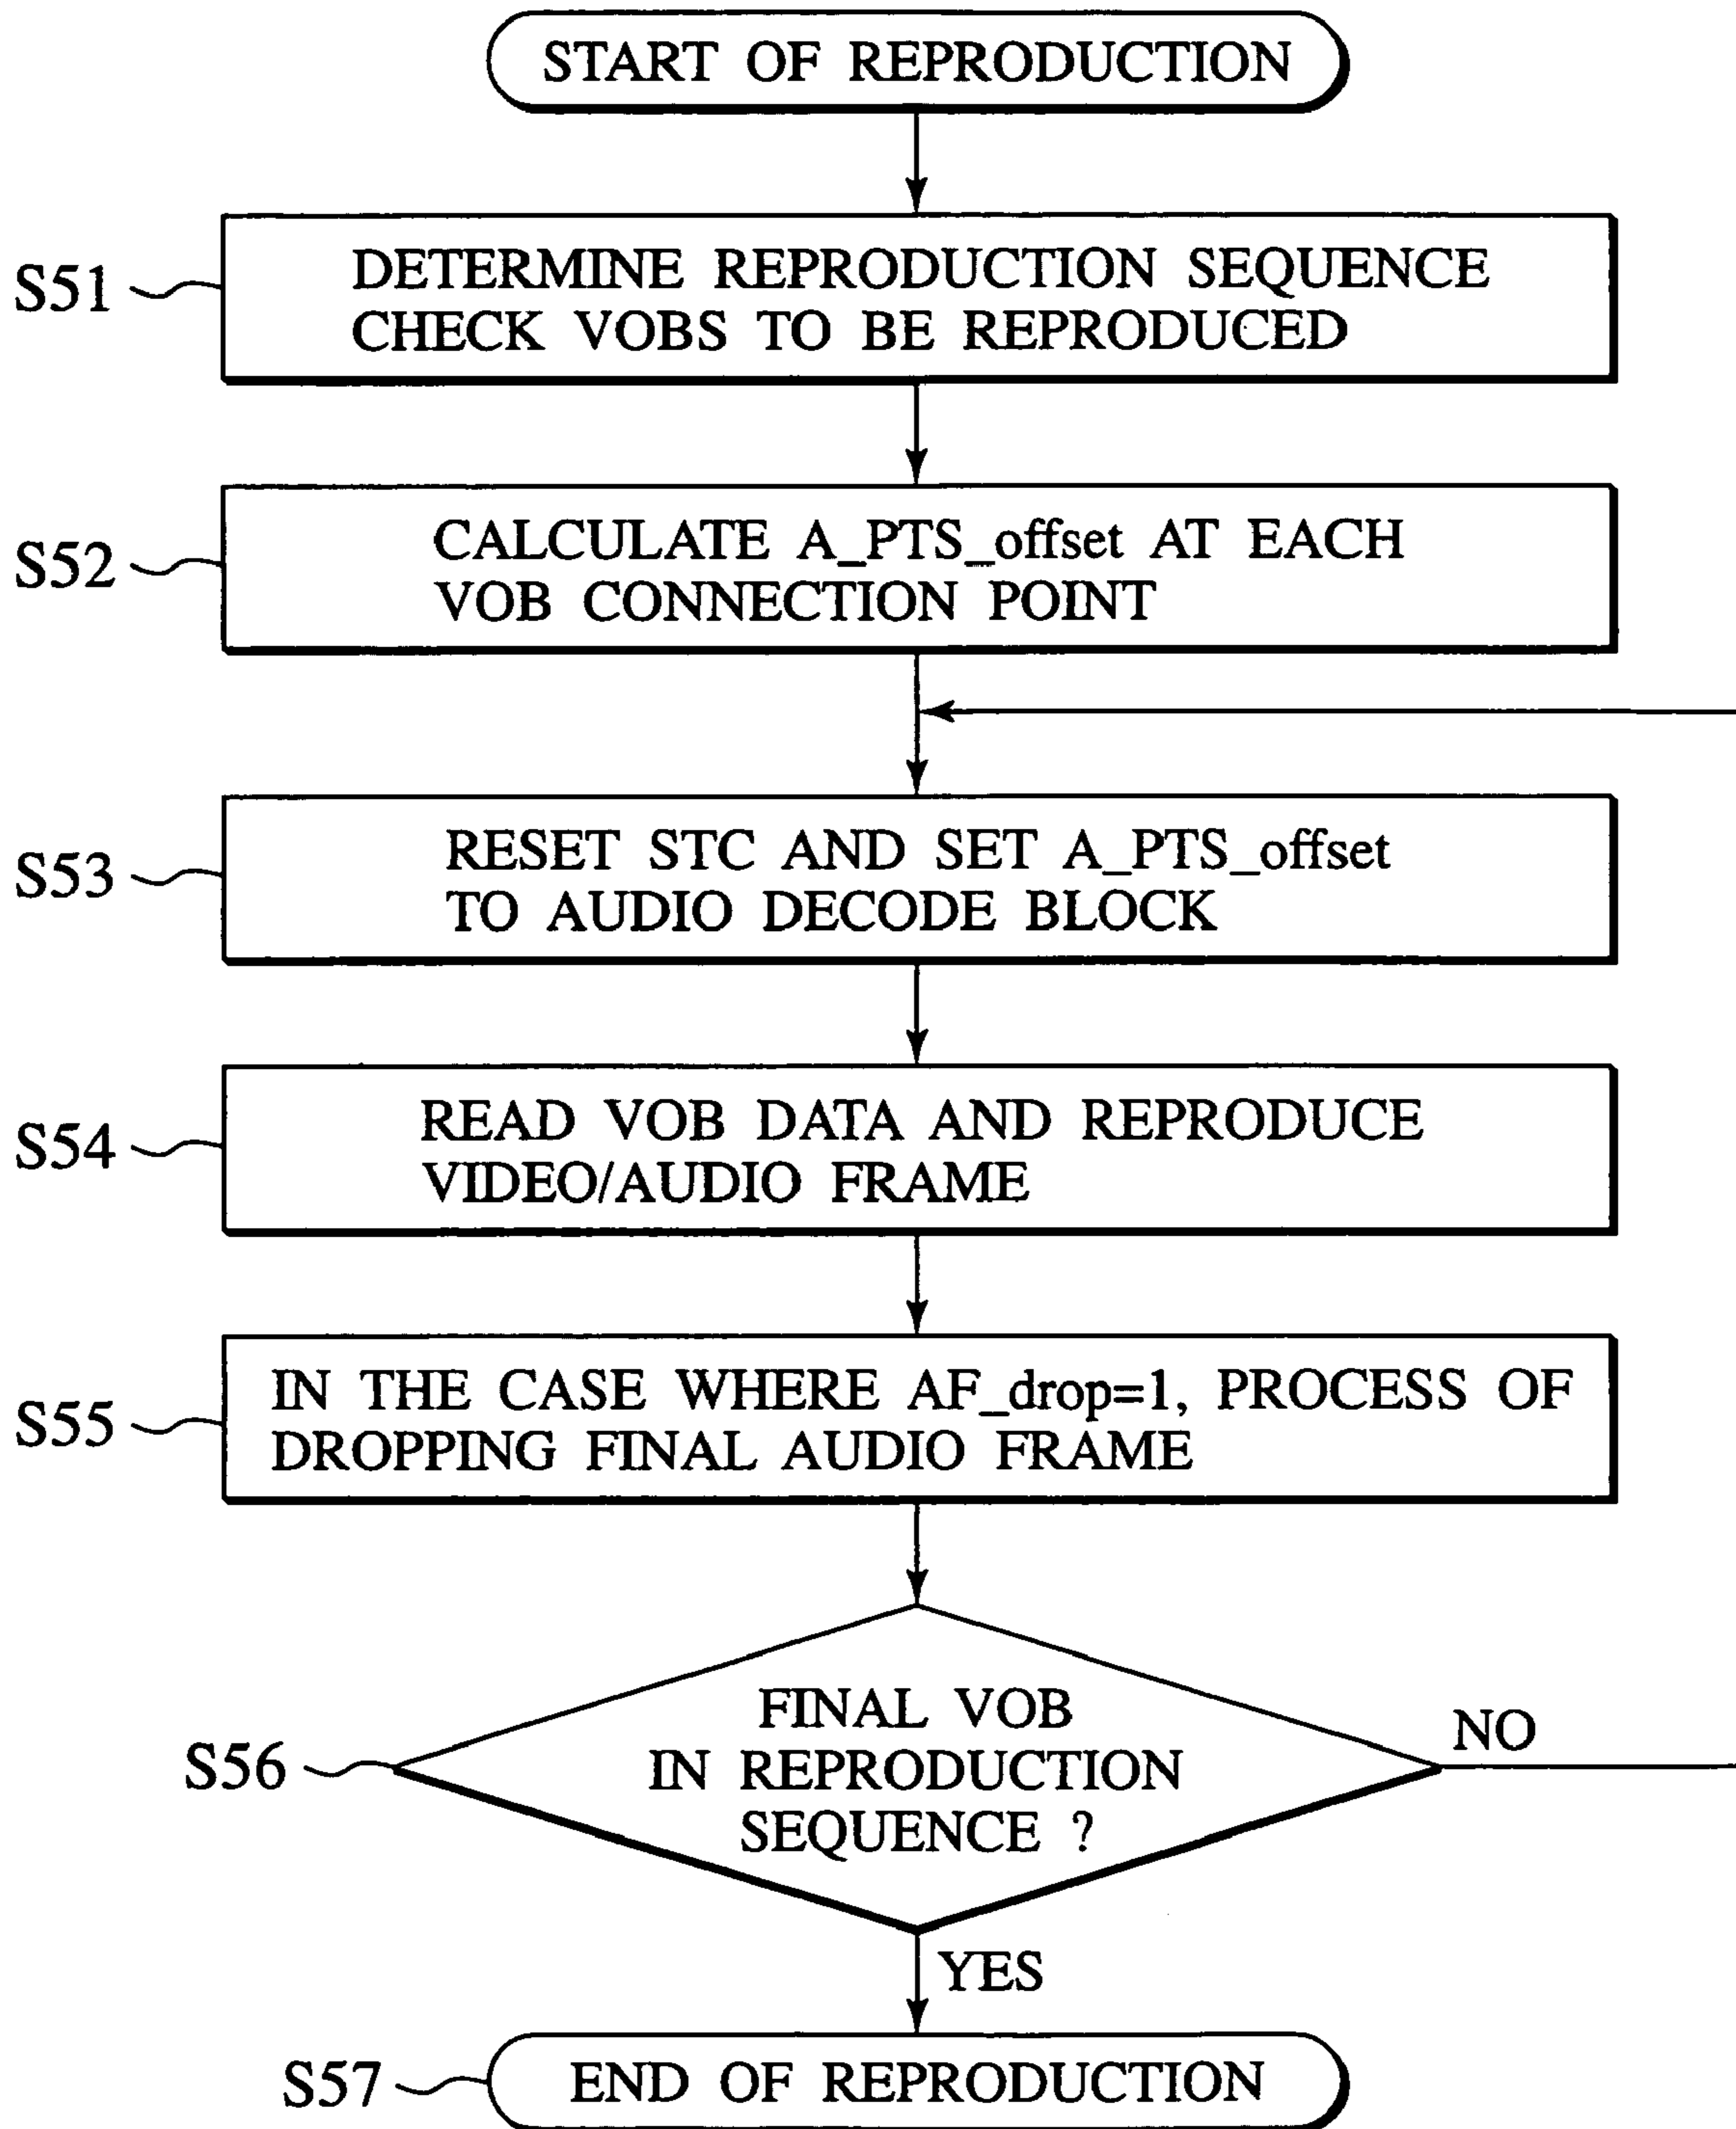 START OF REPRODUCTION
S51
DETERMINE REPRODUCTION SEQUENCE
CHECK VOBS TO BE REPRODUCED
S52
CALCULATE A_PTS_offset AT EACH
VOB CONNECTION POINT
S53
RESET STC AND SET A_PTS_offset
TO AUDIO DECODE BLOCK
S54
READ VOB DATA AND REPRODUCE
VIDEO/AUDIO FRAME
S55
IN THE CASE WHERE AF_drop=1, PROCESS OF
DROPPING FINAL AUDIO FRAME
S56
FINAL VOB
IN REPRODUCTION
SEQUENCE ?
NO
YES
S57
END OF REPRODUCTION